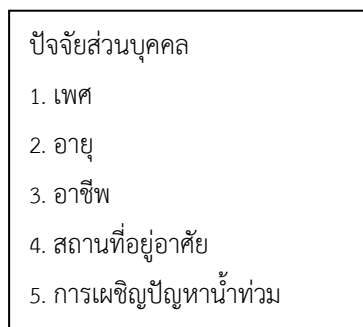 ปัจจัยส่วนบุคคล
1. เพศ
2. อายุ
3. อาชีพ
4. สถานที่อยู่อาศัย
5. การเผชิญปัญหาน้ำท่วม